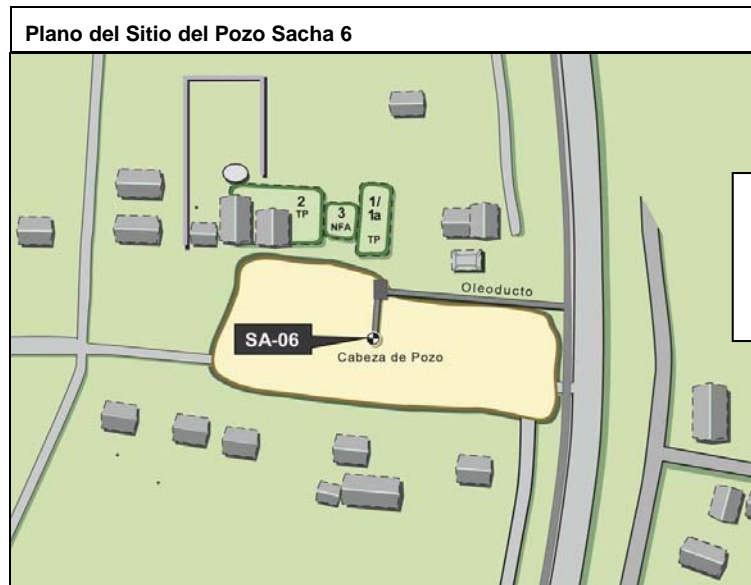 Plano del Sitio del Pozo Sacha 6
2
TP
3
NFA
1/
1a
TP
Oleoducto
SA-06
Cabeza de Pozo